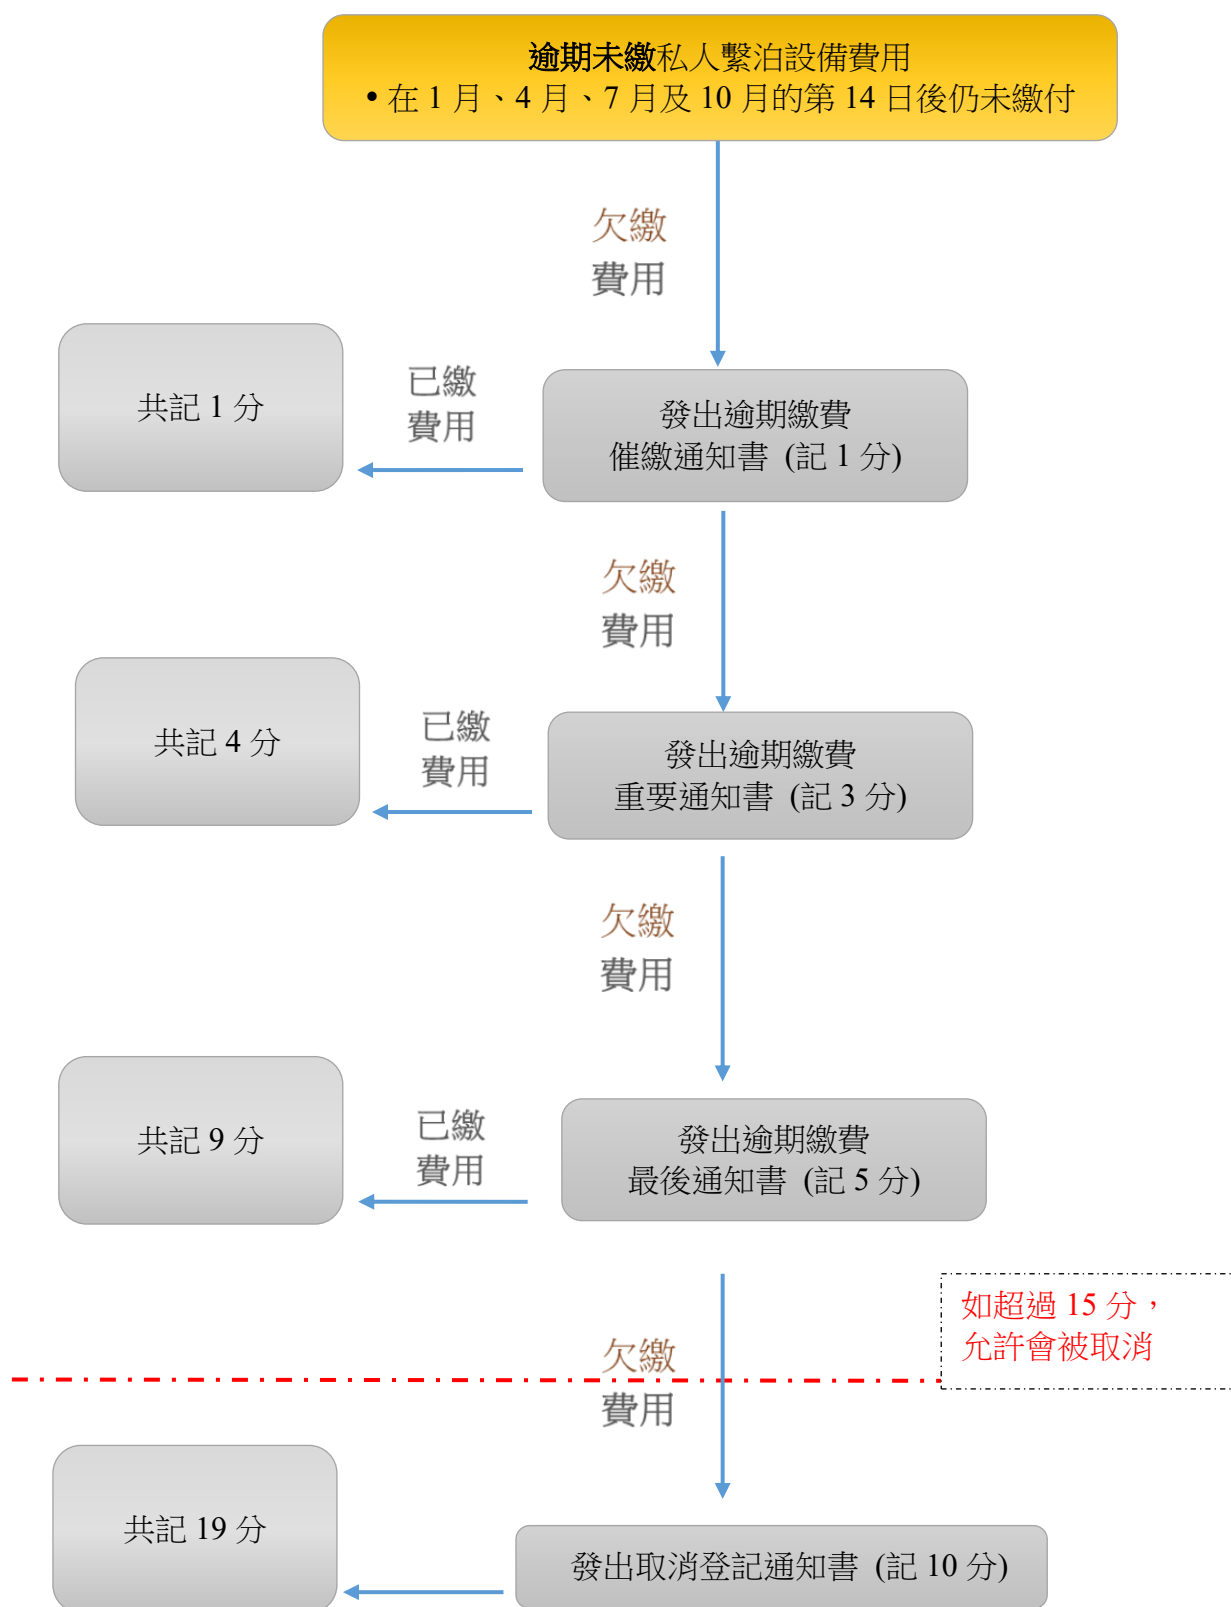 逾期未繳私人繫泊設備費用
• 在 1 月、4 月、7 月及 10 月的第 14 日後仍未繳付
欠繳
費用
已繳
費用
共記 1 分
發出逾期繳費
催繳通知書 (記 1 分)
欠繳
費用
已繳
費用
共記 4 分
發出逾期繳費
重要通知書 (記 3 分)
欠繳
費用
已繳
費用
共記 9 分
發出逾期繳費
最後通知書 (記 5 分)
如超過 15 分，
允許會被取消
欠繳
費用
共記 19 分
發出取消登記通知書 (記 10 分)